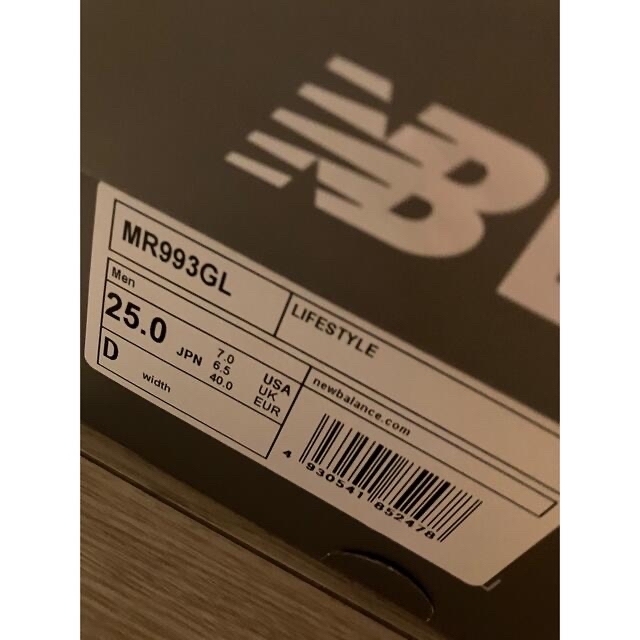 NB
MR993GL
LIFESTYLE
Men
25.0 JPN
7.0 USA
6.5 UK
40.0 EUR
D width
newbalance.com
4 930541 852478